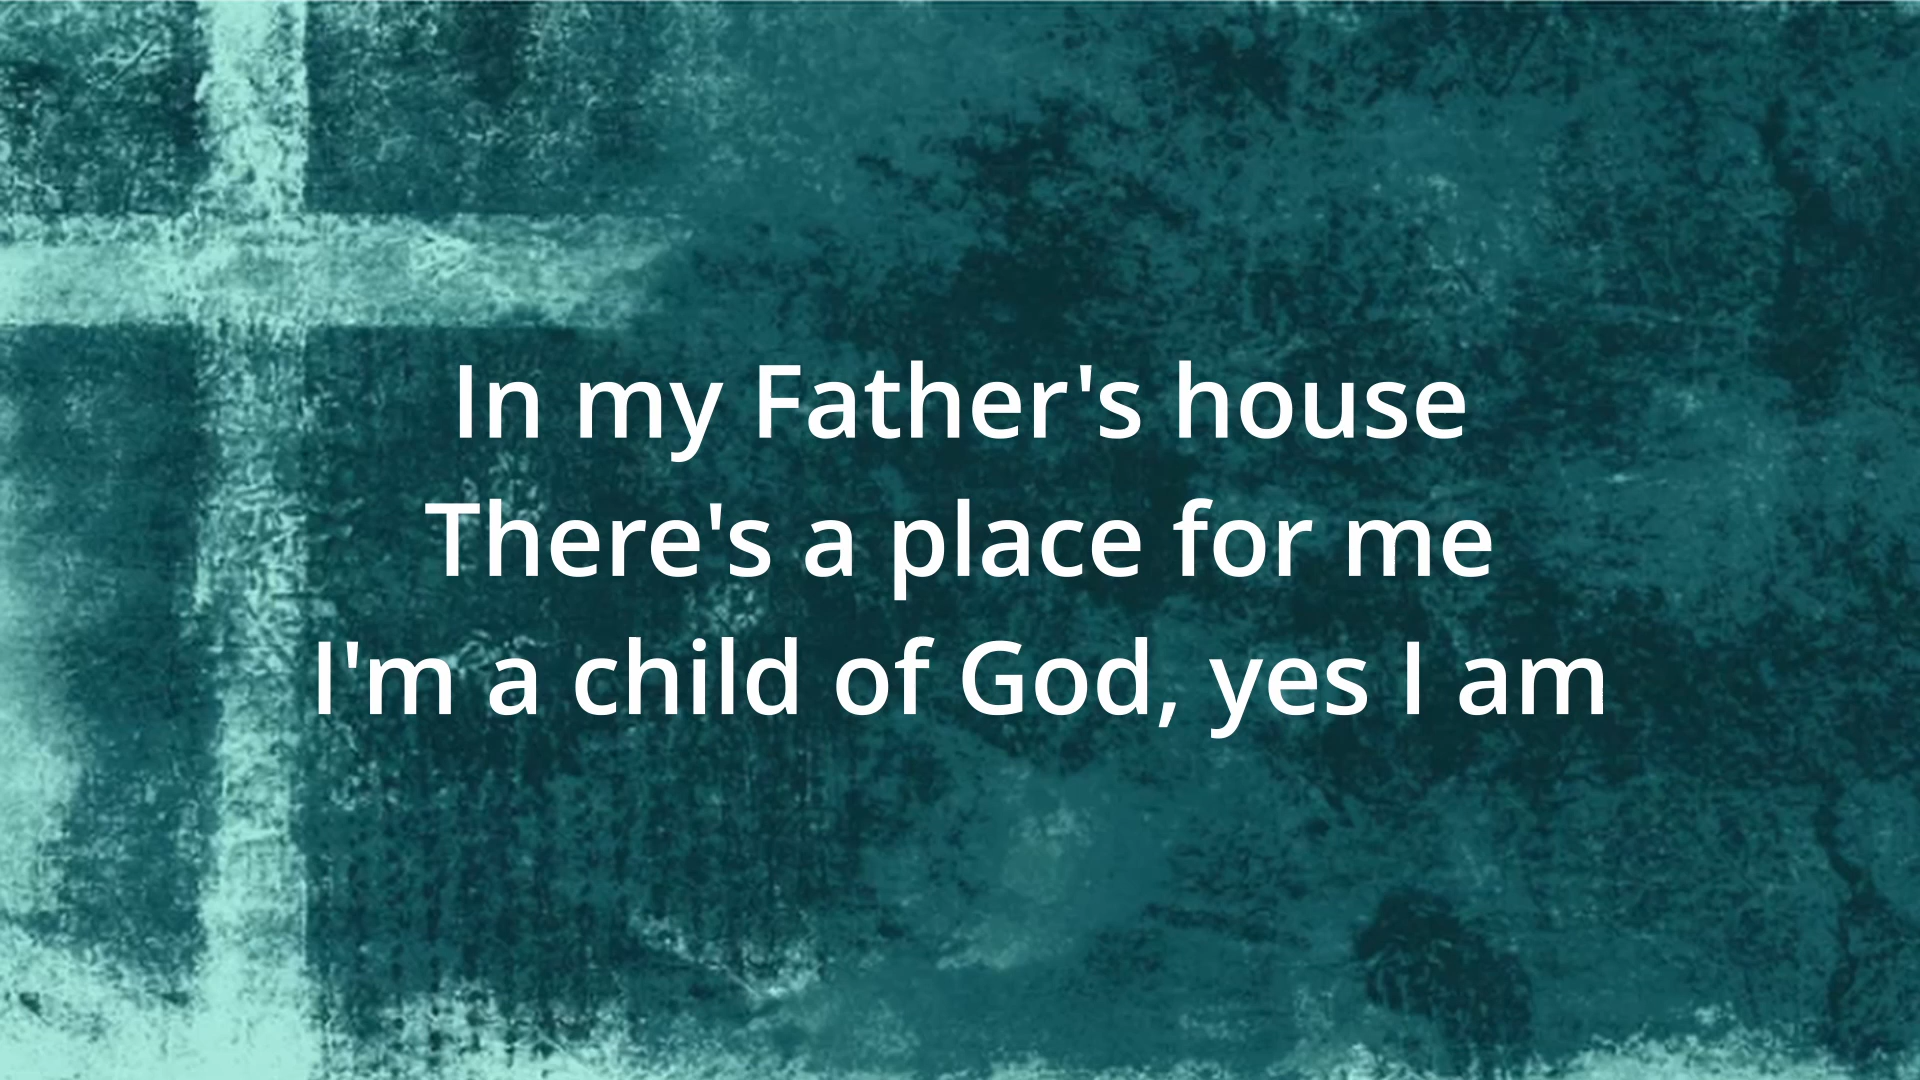 In my Father's house
There's a place for me
I'm a child of God, yes I am